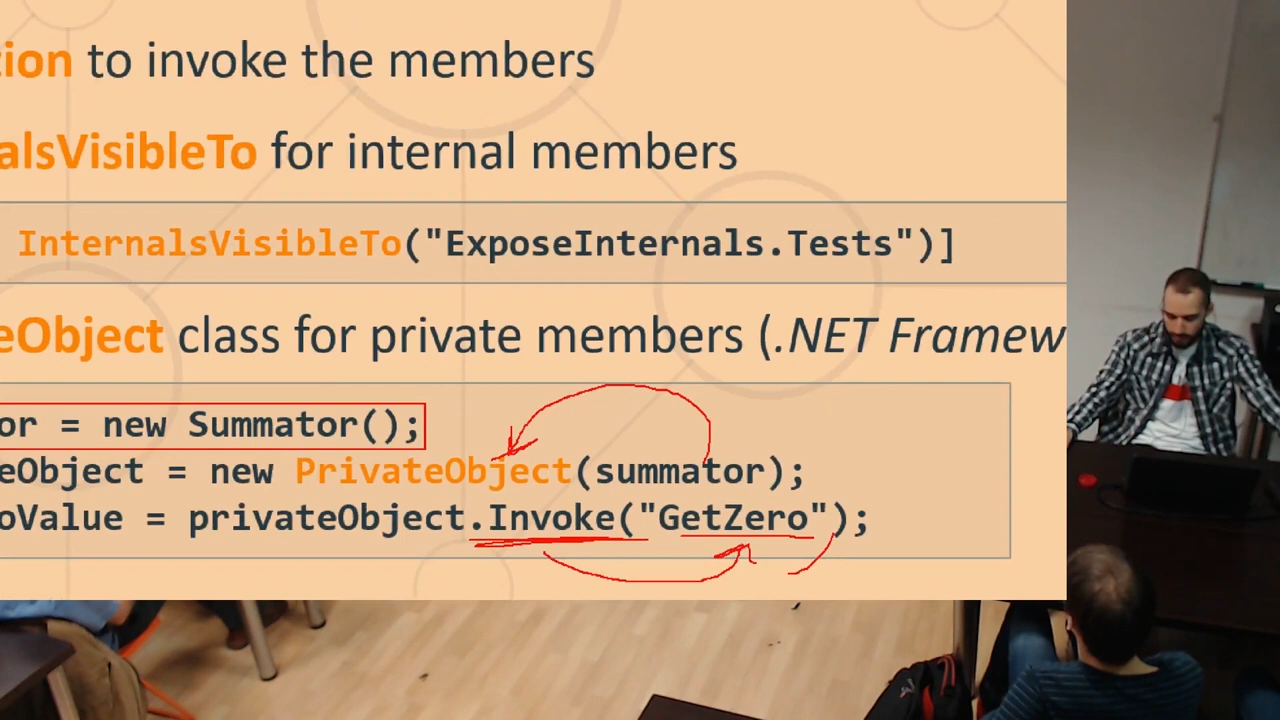 tion to invoke the members
alsVisibleTo for internal members
InternalsVisibleTo("ExposeInternals.Tests")]
eObject class for private members (.NET Framew
or = new Summator();
eObject = new PrivateObject(summator);
oValue = privateObject.Invoke("GetZero");